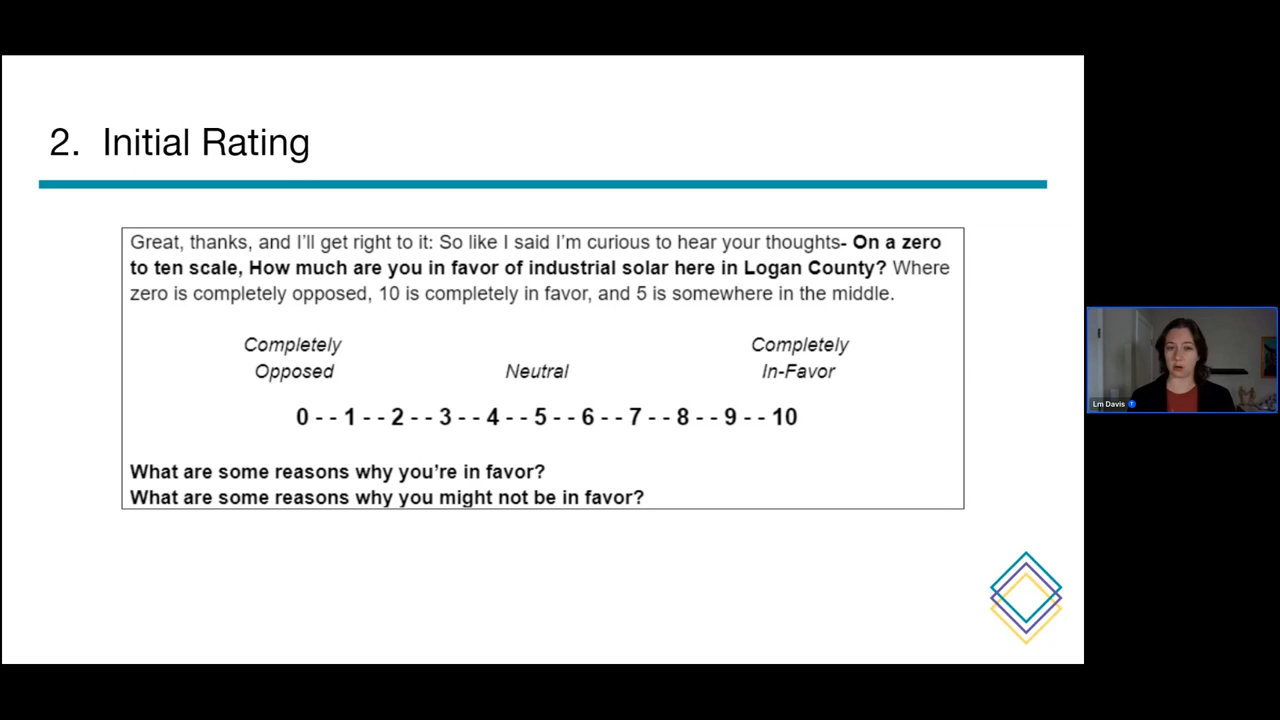 2. Initial Rating
Great, thanks, and I'll get right to it: So like I said I'm curious to hear your thoughts- On a zero
to ten scale, How much are you in favor of industrial solar here in Logan County? Where
zero is completely opposed, 10 is completely in favor, and 5 is somewhere in the middle.
Completely
Opposed
Neutral
Completely
In-Favor
0 - - 1 - - 2 - - 3 - - 4 - - 5 - - 6 - - 7 - - 8 - - 9 - - 10
What are some reasons why you're in favor?
What are some reasons why you might not be in favor?
Lm Davis